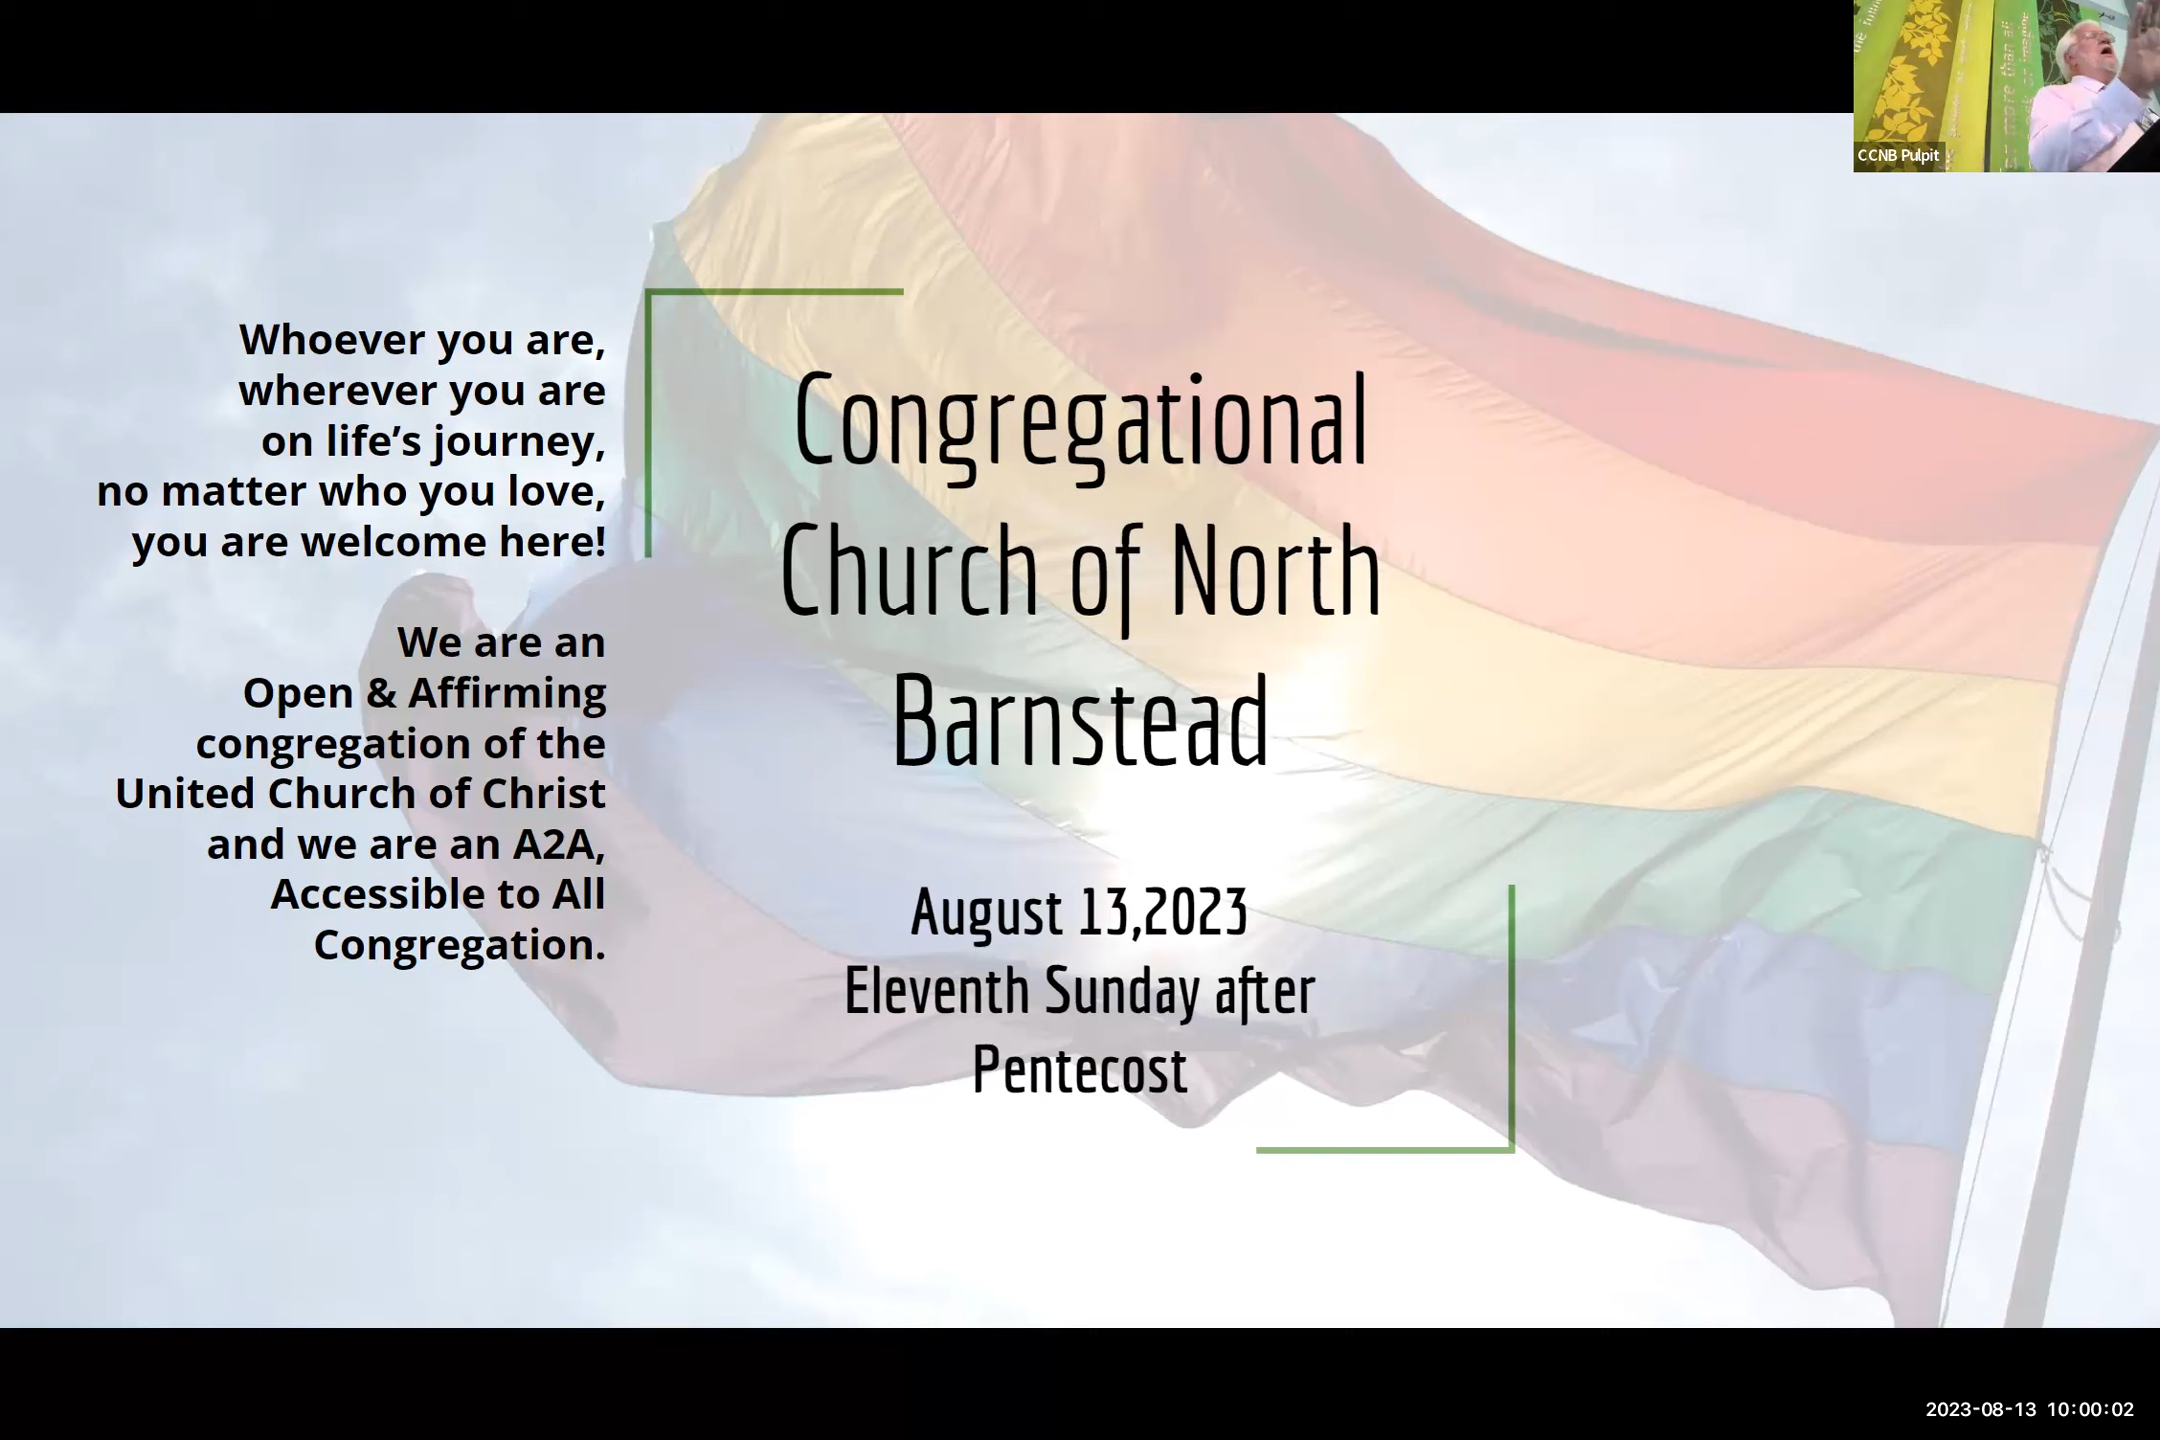 Whoever you are,
wherever you are
on life’s journey,
no matter who you love,
you are welcome here!
We are an
Open & Affirming
congregation of the
United Church of Christ
and we are an A2A,
Accessible to All
Congregation.
Congregational
Church of North
Barnstead
August 13,2023
Eleventh Sunday after
Pentecost
more than all
CCNB Pulpit
2023-08-13 10:00:02